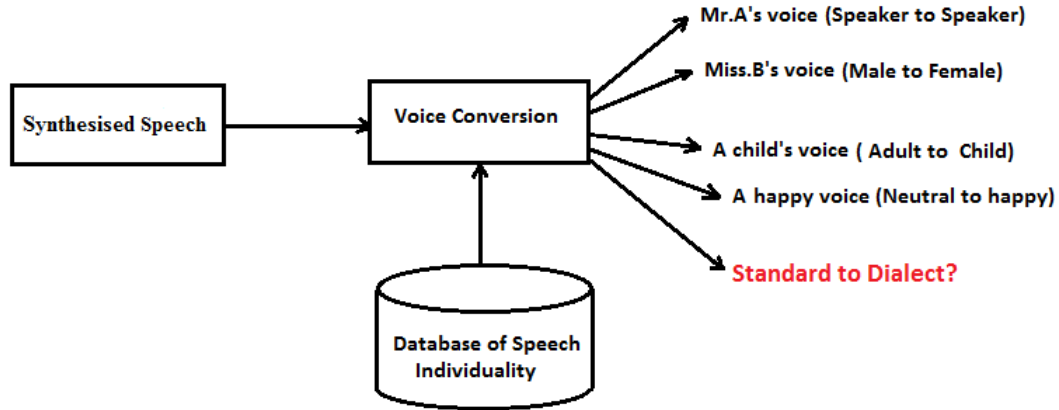 Mr.A's voice (Speaker to Speaker)
Miss.B's voice (Male to Female)
Synthesised Speech
Voice Conversion
A child's voice ( Adult to Child)
A happy voice (Neutral to happy)
Standard to Dialect?
Database of Speech
Individuality